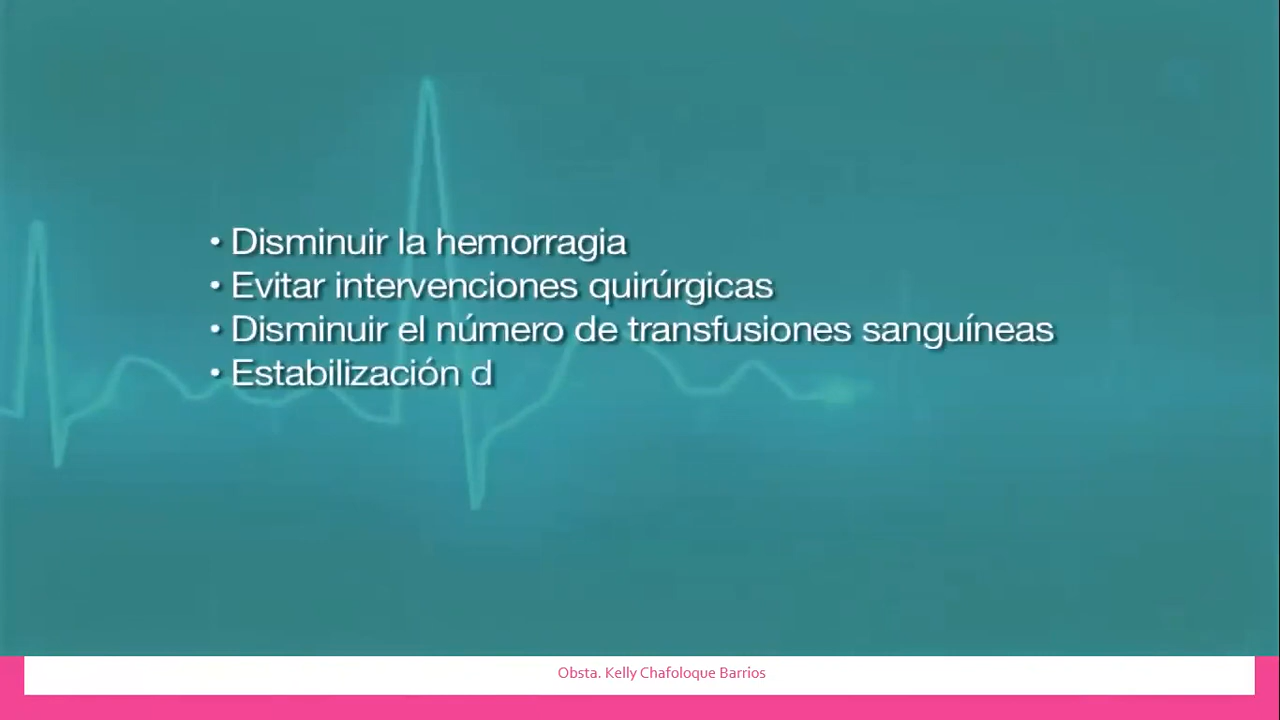 • Disminuir la hemorragia
• Evitar intervenciones quirúrgicas
• Disminuir el número de transfusiones sanguíneas
• Estabilización d
Obsta. Kelly Chafoloque Barrios